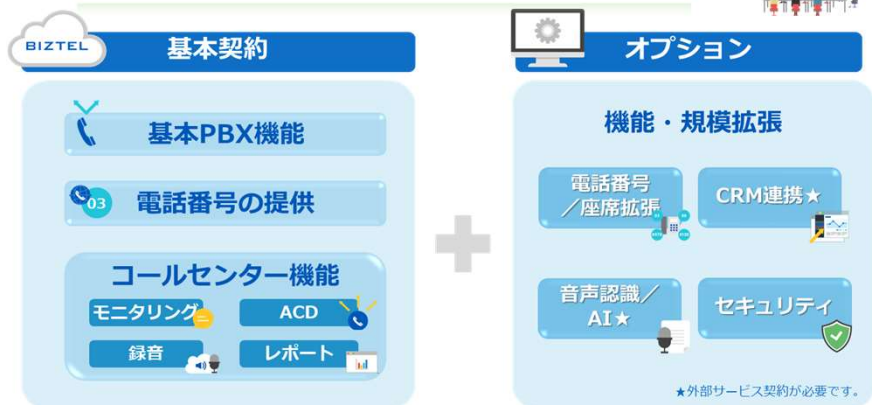 BIZTEL
基本契約
基本PBX機能
03
電話番号の提供
コールセンター機能
モニタリング
ACD
録音
レポート
オプション
機能・規模拡張
電話番号
／座席拡張
CRM連携★
音声認識／
AI★
セキュリティ
★外部サービス契約が必要です。